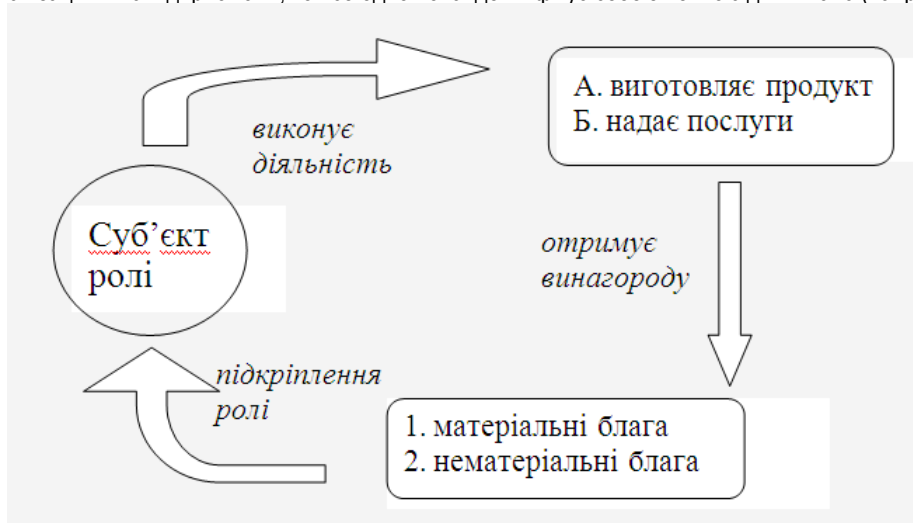 А. виготовляє продукт
Б. надає послуги
виконує
діяльність
Суб’єкт
ролі
отримує
винагороду
підкріплення
ролі
1. матеріальні блага
2. нематеріальні блага